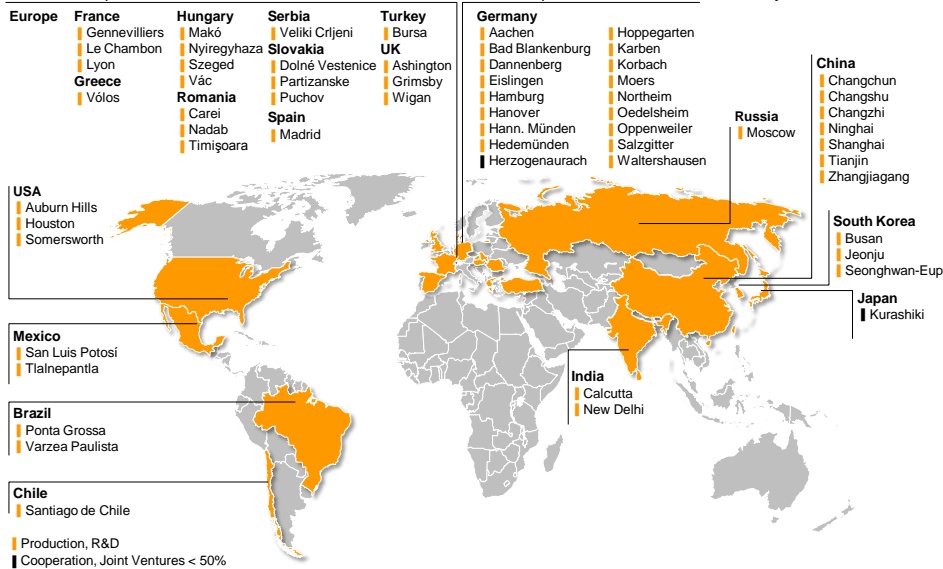 Europe
France
Gennevilliers
Le Chambon
Lyon
Greece
Vólos
Hungary
Makó
Nyiregyhaza
Szeged
Vác
Romania
Carei
Nadab
Timişoara
Serbia
Veliki Crljeni
Slovakia
Dolné Vestenice
Partizanske
Puchov
Spain
Madrid
Turkey
Bursa
UK
Ashington
Grimsby
Wigan
Germany
Aachen
Bad Blankenburg
Dannenberg
Eislingen
Hamburg
Hanover
Hann. Münden
Hedemünden
Herzogenaurach
Hoppegarten
Karben
Korbach
Moers
Northeim
Oedelsheim
Oppenweiler
Salzgitter
Waltershausen
Russia
Moscow
China
Changchun
Changshu
Changzhi
Ninghai
Shanghai
Tianjin
Zhangjiagang
South Korea
Busan
Jeonju
Seonghwan-Eup
Japan
Kurashiki
India
Calcutta
New Delhi
USA
Auburn Hills
Houston
Somersworth
Mexico
San Luis Potosí
Tlalnepantla
Brazil
Ponta Grossa
Varzea Paulista
Chile
Santiago de Chile
Production, R&D
Cooperation, Joint Ventures < 50%